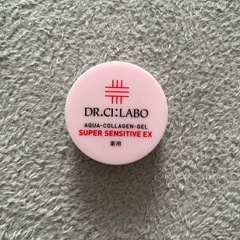 DR.CI:LABO
AQUA-COLLAGEN-GEL
SUPER SENSITIVE EX
薬用